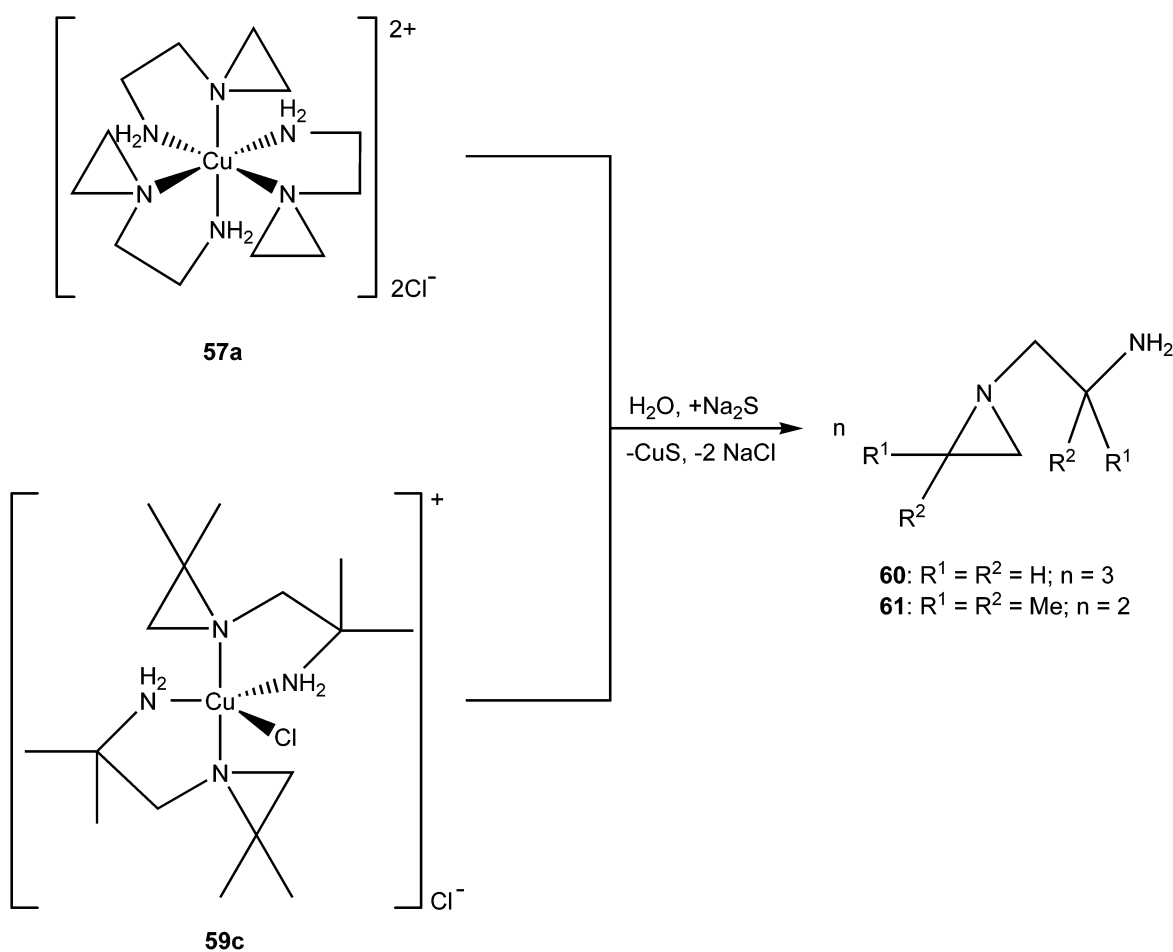 2+
N
H₂
H₂N
N
Cu
N
N
NH₂
2Cl⁻
57a
H₂O, +Na₂S
-CuS, -2 NaCl
n
NH₂
N
R¹
R²
R²
R¹
60: R¹ = R² = H; n = 3
61: R¹ = R² = Me; n = 2
+
N
H₂
N
NH₂
Cu
Cl
N
Cl⁻
59c